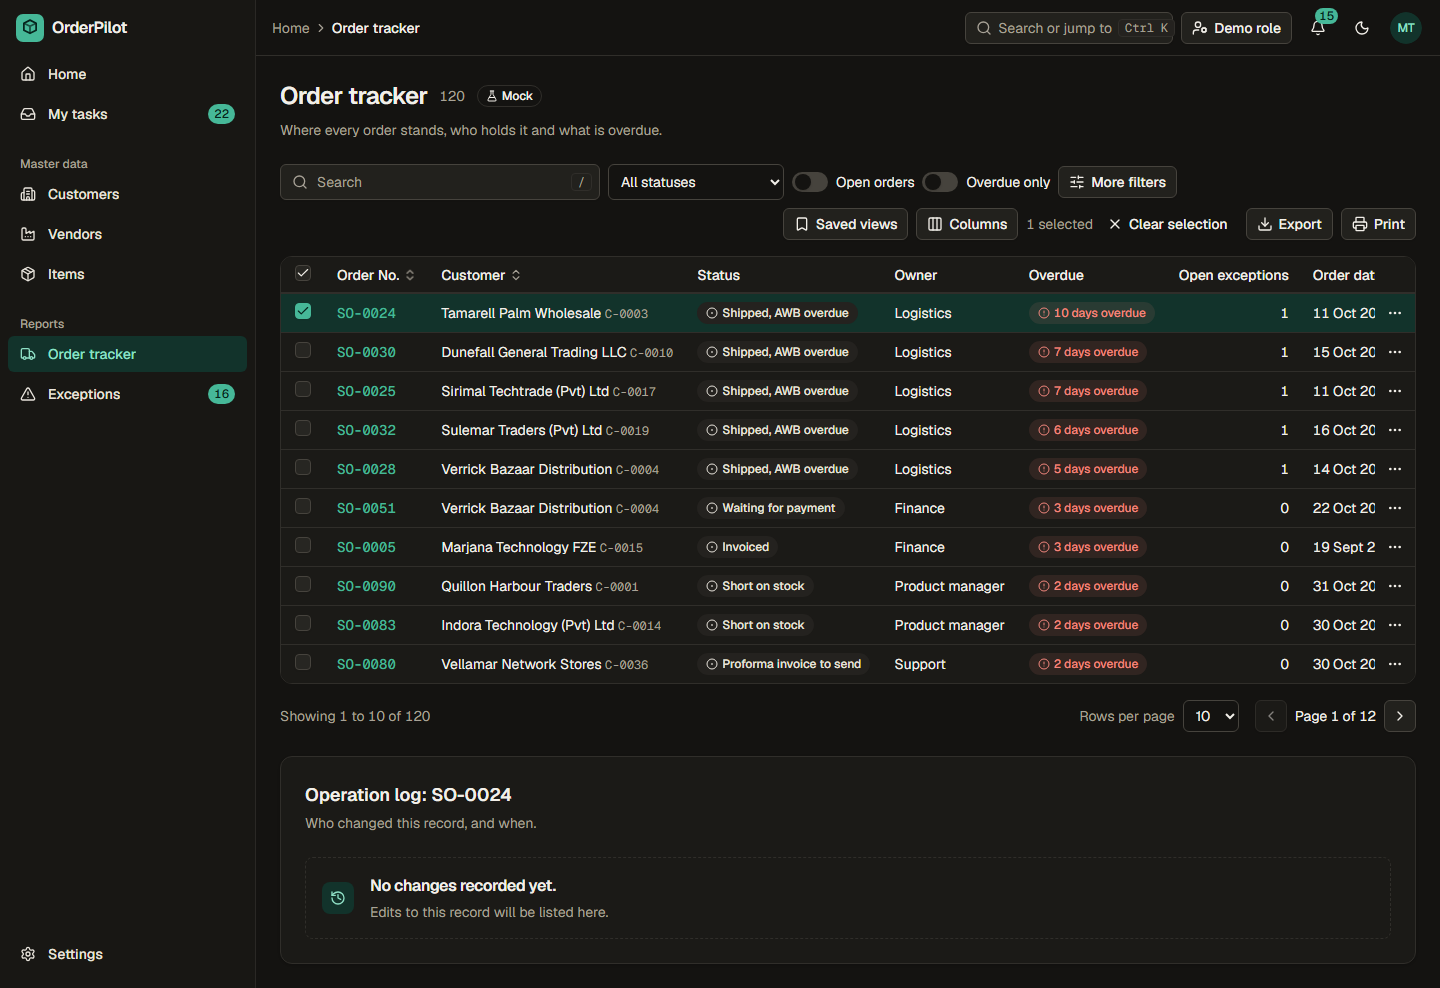 OrderPilot
Home
My tasks 22
Master data
Customers
Vendors
Items
Reports
Order tracker
Exceptions 16
Settings
Home > Order tracker
Search or jump to Ctrl K
Demo role
15
MT
Order tracker 120 Mock
Where every order stands, who holds it and what is overdue.
Search /
All statuses
Open orders
Overdue only
More filters
Saved views
Columns
1 selected
Clear selection
Export
Print
Order No. Customer Status Owner Overdue Open exceptions Order dat
SO-0024 Tamarell Palm Wholesale C-0003 Shipped, AWB overdue Logistics 10 days overdue 1 11 Oct 20
SO-0030 Dunefall General Trading LLC C-0010 Shipped, AWB overdue Logistics 7 days overdue 1 15 Oct 20
SO-0025 Sirimal Techtrade (Pvt) Ltd C-0017 Shipped, AWB overdue Logistics 7 days overdue 1 11 Oct 20
SO-0032 Sulemar Traders (Pvt) Ltd C-0019 Shipped, AWB overdue Logistics 6 days overdue 1 16 Oct 20
SO-0028 Verrick Bazaar Distribution C-0004 Shipped, AWB overdue Logistics 5 days overdue 1 14 Oct 20
SO-0051 Verrick Bazaar Distribution C-0004 Waiting for payment Finance 3 days overdue 0 22 Oct 20
SO-0005 Marjana Technology FZE C-0015 Invoiced Finance 3 days overdue 0 19 Sept 2
SO-0090 Quillon Harbour Traders C-0001 Short on stock Product manager 2 days overdue 0 31 Oct 20
SO-0083 Indora Technology (Pvt) Ltd C-0014 Short on stock Product manager 2 days overdue 0 30 Oct 20
SO-0080 Vellamar Network Stores C-0036 Proforma invoice to send Support 2 days overdue 0 30 Oct 20
Showing 1 to 10 of 120
Rows per page 10 Page 1 of 12
Operation log: SO-0024
Who changed this record, and when.
No changes recorded yet.
Edits to this record will be listed here.